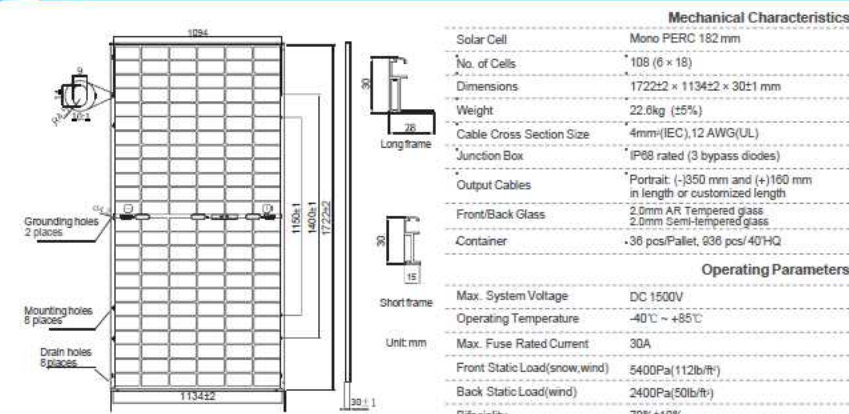 1094
9
14
R4.5
10±1
Grounding holes
2 places
Mounting holes
8 places
Drain holes
8places
1150±1
1400±1
1722±2
1134±2
30±1
30
28
Long frame
30
15
Short frame
Unit: mm
Mechanical Characteristics
Solar Cell Mono PERC 182 mm
No. of Cells 108 (6 × 18)
Dimensions 1722±2 × 1134±2 × 30±1 mm
Weight 22.6kg (±5%)
Cable Cross Section Size 4mm²(IEC),12 AWG(UL)
Junction Box IP68 rated (3 bypass diodes)
Output Cables Portrait: (-)350 mm and (+)160 mm
in length or customized length
Front/Back Glass 2.0mm AR Tempered glass
2.0mm Semi-tempered glass
Container 36 pcs/Pallet, 936 pcs/ 40'HQ
Operating Parameters
Max. System Voltage DC 1500V
Operating Temperature -40℃ ~ +85℃
Max. Fuse Rated Current 30A
Front Static Load(snow,wind) 5400Pa(112lb/ft²)
Back Static Load(wind) 2400Pa(50lb/ft²)